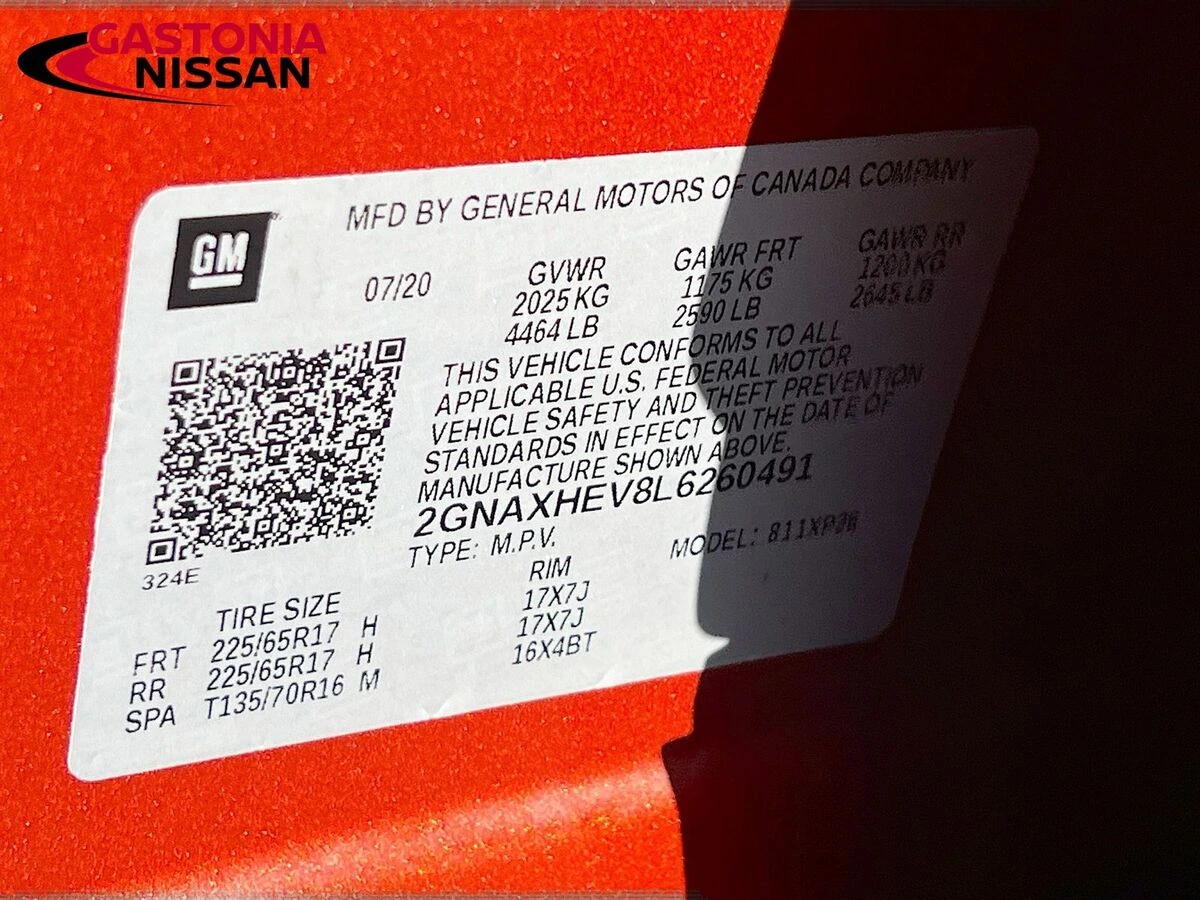 GASTONIA
NISSAN
MFD BY GENERAL MOTORS OF CANADA COMPANY
GM
07/20 GVWR GAWR FRT GAWR RR
2025 KG 1175 KG 1200 KG
4464 LB 2590 LB 2645 LB
THIS VEHICLE CONFORMS TO ALL
APPLICABLE U.S. FEDERAL MOTOR
VEHICLE SAFETY AND THEFT PREVENTION
STANDARDS IN EFFECT ON THE DATE OF
MANUFACTURE SHOWN ABOVE.
2GNAXHEV8L6260491
TYPE: M.P.V. MODEL:
324E
TIRE SIZE RIM
FRT 225/65R17 H 17X7J
RR 225/65R17 H 17X7J
SPA T135/70R16 M 16X4BT